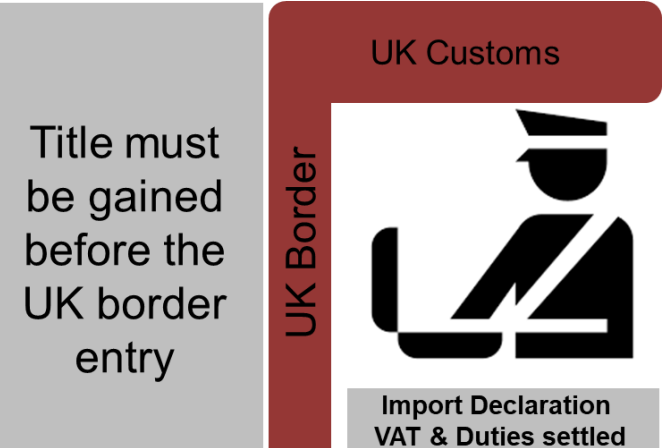 Title must
be gained
before the
UK border
entry
UK Customs
UK Border
Import Declaration
VAT & Duties settled